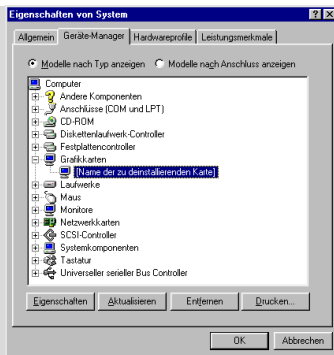 Eigenschaften von System
Allgemein Geräte-Manager Hardwareprofile Leistungsmerkmale
Modelle nach Typ anzeigen Modelle nach Anschluss anzeigen
Computer
Andere Komponenten
Anschlüsse (COM und LPT)
CD-ROM
Diskettenlaufwerk-Controller
Festplattencontroller
Grafikkarten
(Name der zu deinstallierenden Karte)
Laufwerke
Maus
Monitore
Netzwerkkarten
SCSI-Controller
Systemkomponenten
Tastatur
Universeller serieller Bus Controller
Eigenschaften Aktualisieren Entfernen Drucken...
OK Abbrechen